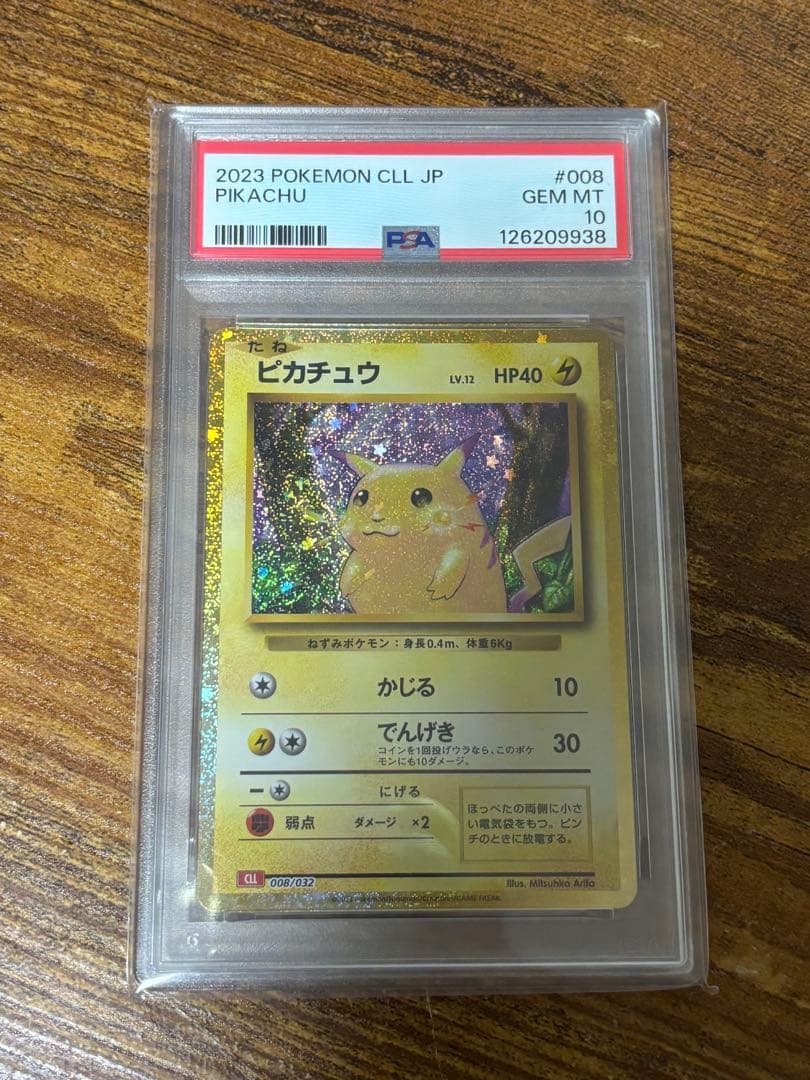 2023 POKEMON CLL JP #008
PIKACHU GEM MT
10
PSA 126209938
たね
ピカチュウ LV.12 HP40
ねずみポケモン：身長0.4m、体重6Kg
かじる 10
でんげき 30
コインを1回投げウラなら、このポケ
モンにも10ダメージ。
にげる
弱点 ダメージ ×2
ほっぺたの両側に小さ
い電気袋をもつ。ピン
チのときに放電する。
CLL 008/032 Illus. Mitsuhiro Arita